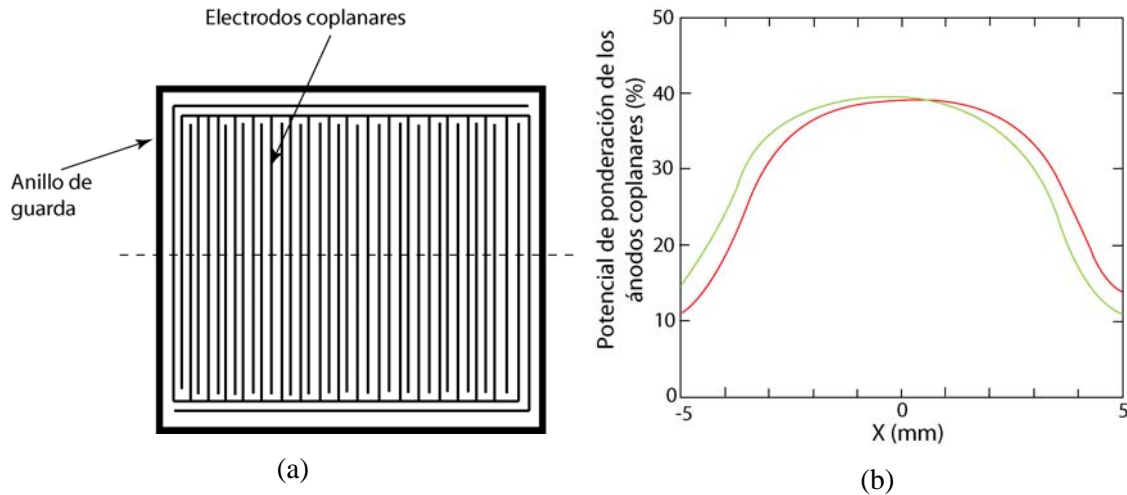 Electrodos coplanares
Anillo de
guarda
(a)
Potencial de ponderación de los
ánodos coplanares (%)
50
40
30
20
10
0
-5
0
5
X (mm)
(b)